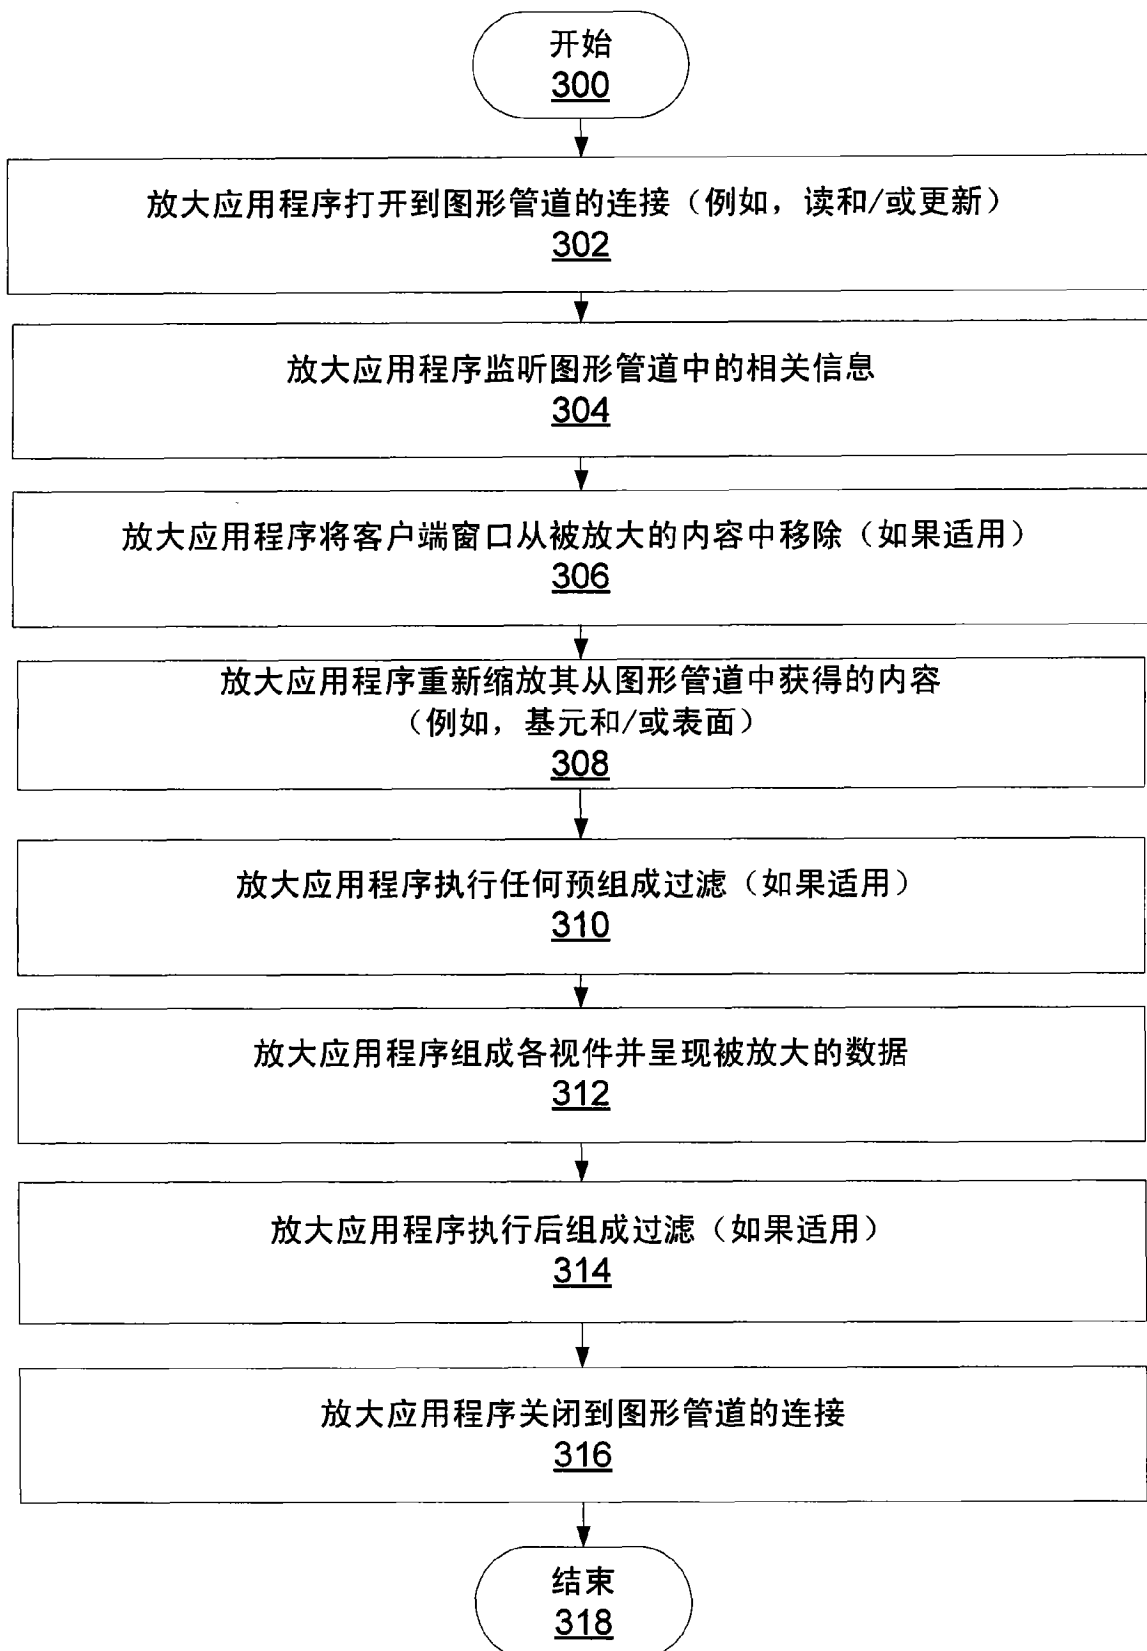 开始
300
放大应用程序打开到图形管道的连接（例如，读和/或更新）
302
放大应用程序监听图形管道中的相关信息
304
放大应用程序将客户端窗口从被放大的内容中移除（如果适用）
306
放大应用程序重新缩放其从图形管道中获得的内容
（例如，基元和/或表面）
308
放大应用程序执行任何预组成过滤（如果适用）
310
放大应用程序组成各视件并呈现被放大的数据
312
放大应用程序执行后组成过滤（如果适用）
314
放大应用程序关闭到图形管道的连接
316
结束
318